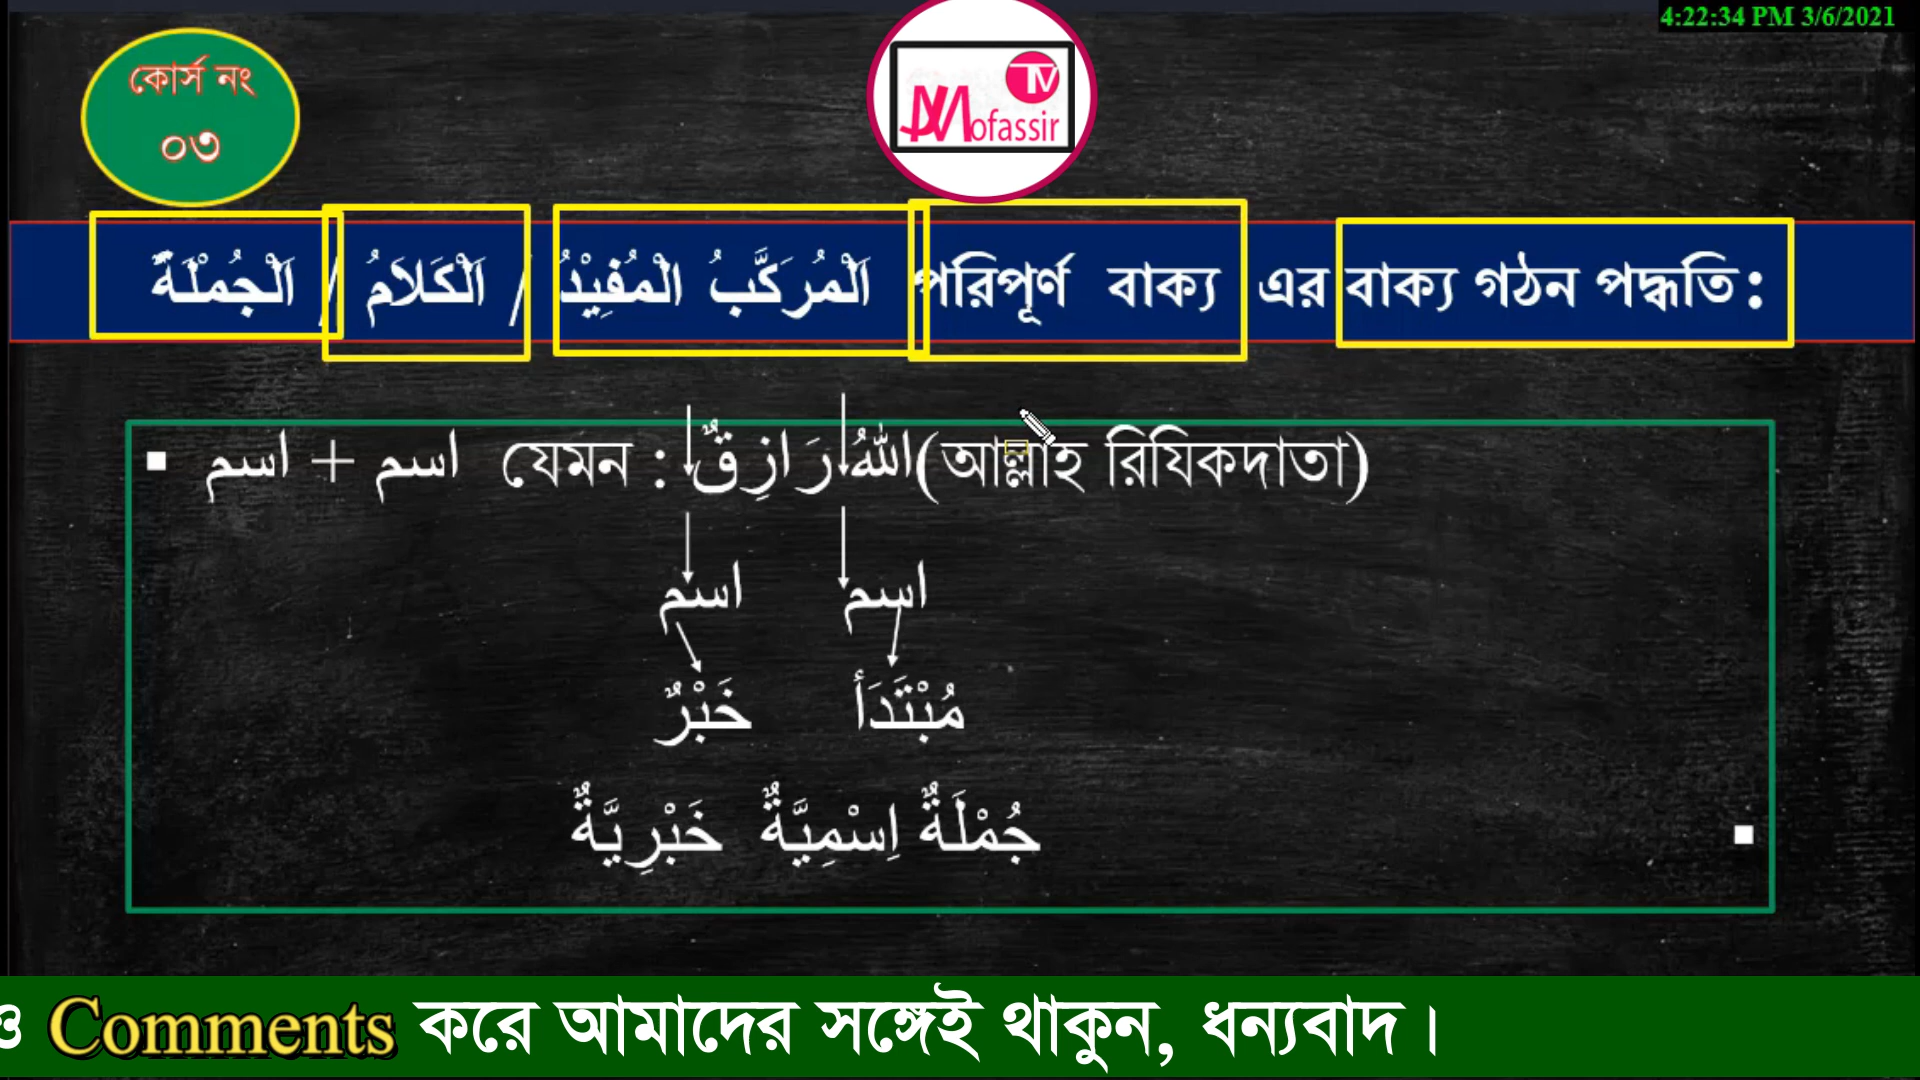 4:22:34 PM 3/6/2021
কোর্স নং
০৩
TV
Mofassir
اَلْجُمْلَةُ / اَلْكَلَامُ / اَلْمُرَكَّبُ الْمُفِيْدُ পরিপূর্ণ বাক্য এর বাক্য গঠন পদ্ধতি:
▪ اسم + اسم যেমন : اللهُ رَازِقٌ (আল্লাহ রিযিকদাতা)
اسم اسم
مُبْتَدَأ خَبْرٌ
جُمْلَةٌ اِسْمِيَّةٌ خَبْرِيَّةٌ
ও Comments করে আমাদের সঙ্গেই থাকুন, ধন্যবাদ।